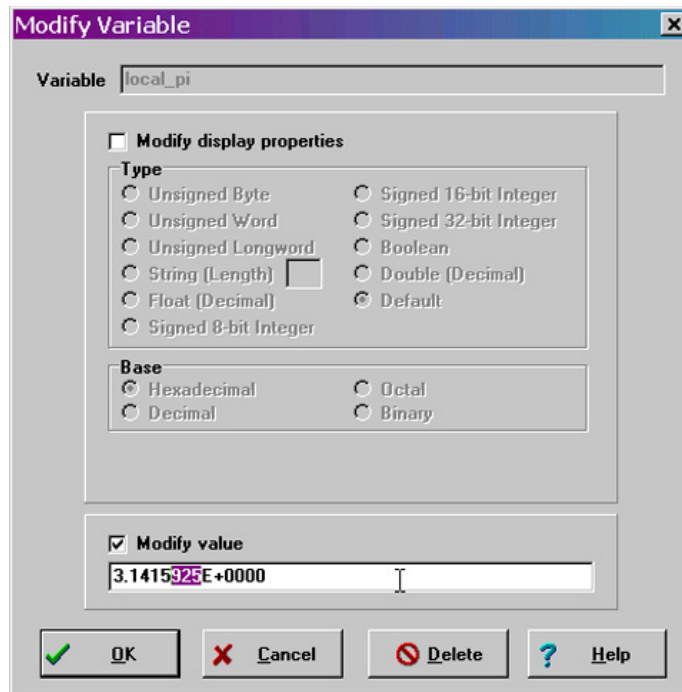 Modify Variable
Variable local_pi
Modify display properties
Type
Unsigned Byte Signed 16-bit Integer
Unsigned Word Signed 32-bit Integer
Unsigned Longword Boolean
String (Length) Double (Decimal)
Float (Decimal) Default
Signed 8-bit Integer
Base
Hexadecimal Octal
Decimal Binary
Modify value
3.1415925E+0000
OK Cancel Delete ? Help